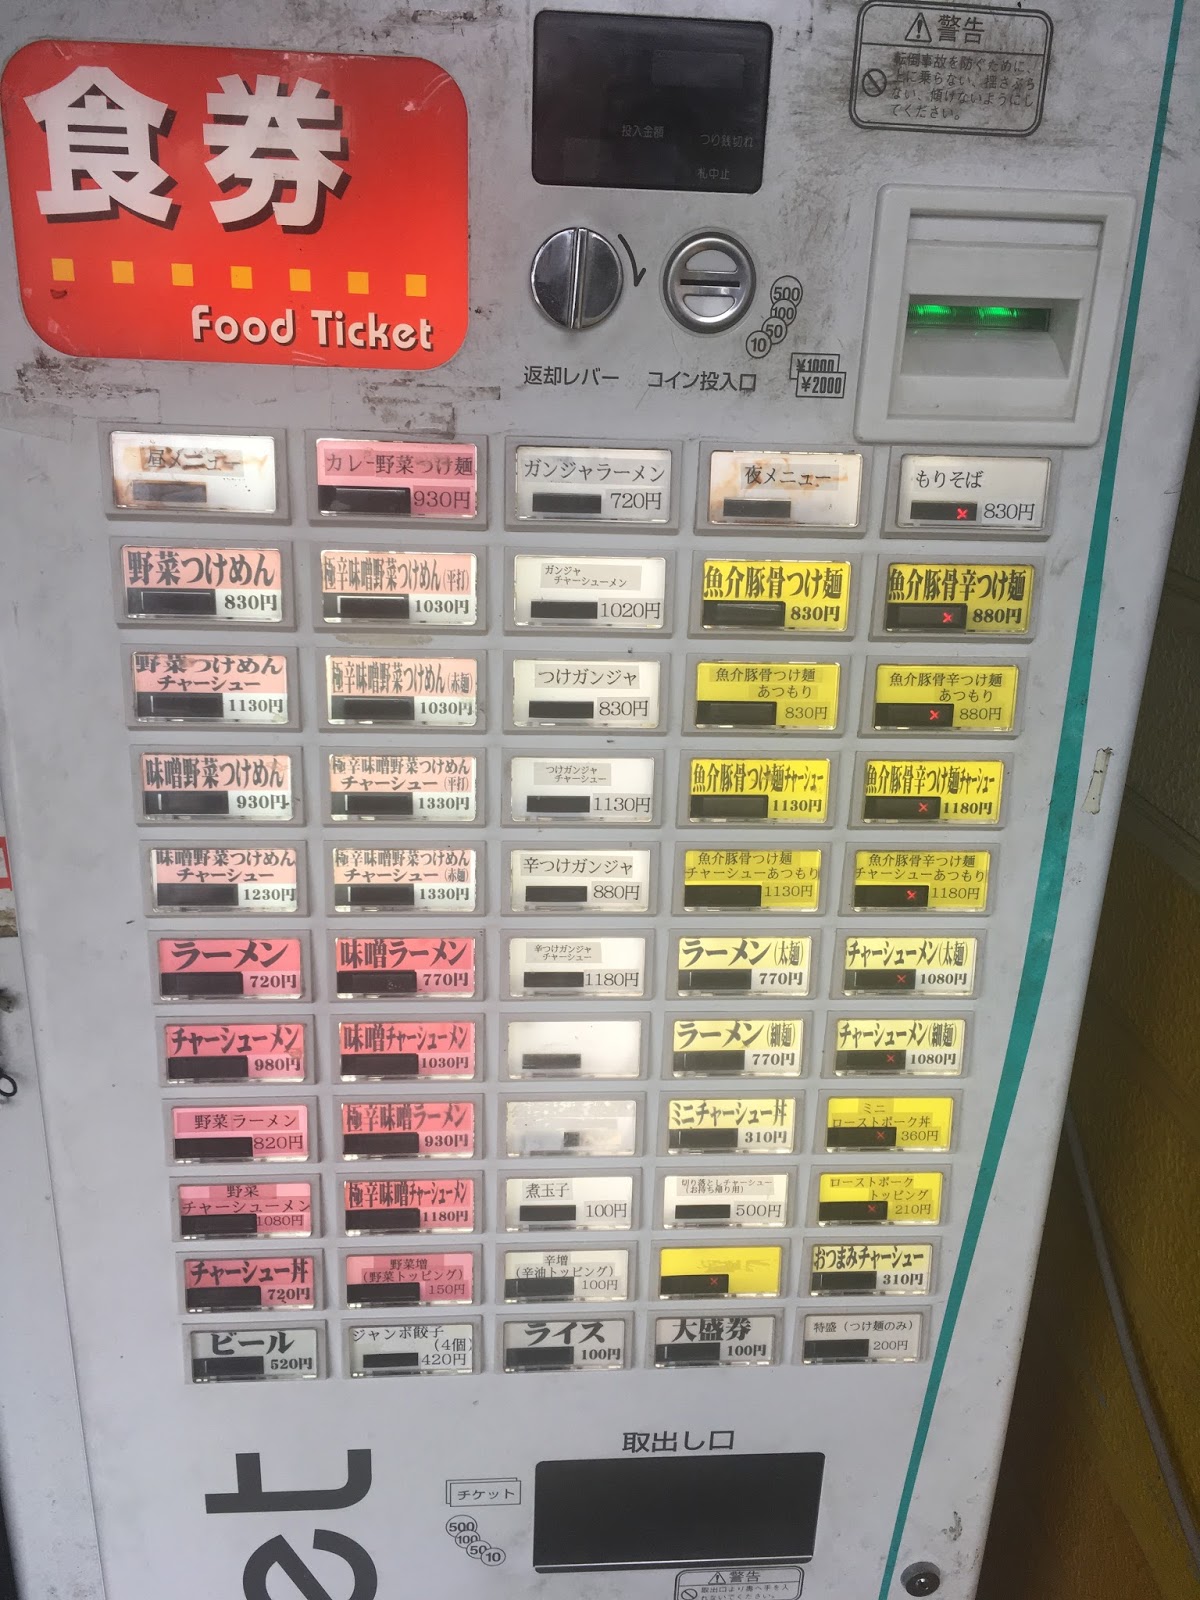 食券
Food Ticket
投入金額
つり銭切れ
札中止
警告
転倒事故を防ぐために、
上に乗らない、揺さぶら
ない、傾けないようにし
てください。
返却レバー
コイン投入口
500
100
50
10
¥1000
¥2000
昼メニュー
カレー野菜つけ麺
930円
ガンジャラーメン
720円
夜メニュー
もりそば
830円
野菜つけめん
830円
極辛味噌野菜つけめん(平打)
1030円
ガンジャ
チャーシューメン
1020円
魚介豚骨つけ麺
830円
魚介豚骨辛つけ麺
880円
野菜つけめん
チャーシュー
1130円
極辛味噌野菜つけめん(赤麺)
1030円
つけガンジャ
830円
魚介豚骨つけ麺
あつもり
830円
魚介豚骨辛つけ麺
あつもり
880円
味噌野菜つけめん
930円
極辛味噌野菜つけめん
チャーシュー(平打)
1330円
つけガンジャ
チャーシュー
1130円
魚介豚骨つけ麺チャーシュー
1130円
魚介豚骨辛つけ麺チャーシュー
1180円
味噌野菜つけめん
チャーシュー
1230円
極辛味噌野菜つけめん
チャーシュー(赤麺)
1330円
辛つけガンジャ
880円
魚介豚骨つけ麺
チャーシューあつもり
1130円
魚介豚骨辛つけ麺
チャーシューあつもり
1180円
ラーメン
720円
味噌ラーメン
770円
辛つけガンジャ
チャーシュー
1180円
ラーメン(太麺)
770円
チャーシューメン(太麺)
1080円
チャーシューメン
980円
味噌チャーシューメン
1030円
ラーメン(細麺)
770円
チャーシューメン(細麺)
1080円
野菜ラーメン
820円
極辛味噌ラーメン
930円
ミニチャーシュー丼
310円
ミニ
ローストポーク丼
360円
野菜
チャーシューメン
1080円
極辛味噌チャーシューメン
1180円
煮玉子
100円
切り落としチャーシュー
(お持ち帰り用)
500円
ローストポーク
トッピング
210円
チャーシュー丼
720円
野菜増
(野菜トッピング)
150円
辛増
(辛油トッピング)
100円
おつまみチャーシュー
310円
ビール
520円
ジャンボ餃子
(4個)
420円
ライス
100円
大盛券
100円
特盛(つけ麺のみ)
200円
取出し口
チケット
500
100
50
10
et
警告
取出口より奥へ手を入
れないでください。